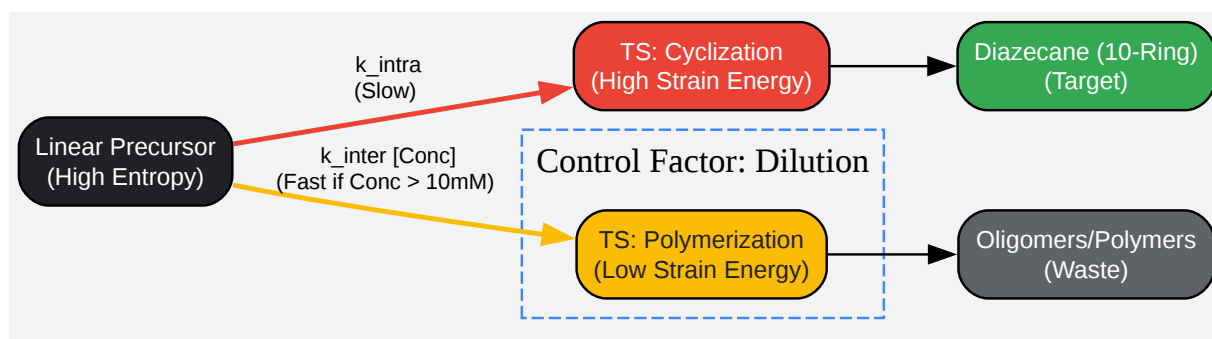 Linear Precursor
(High Entropy)
k_intra
(Slow)
k_inter [Conc]
(Fast if Conc > 10mM)
TS: Cyclization
(High Strain Energy)
Diazecane (10-Ring)
(Target)
Control Factor: Dilution
TS: Polymerization
(Low Strain Energy)
Oligomers/Polymers
(Waste)